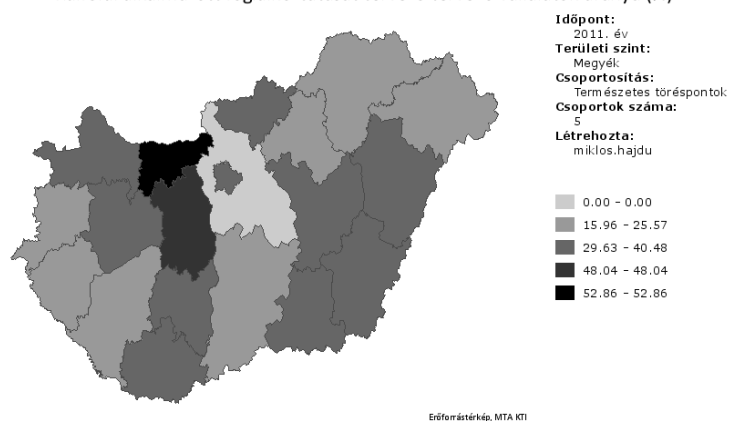 Időpont:
2011. év
Területi szint:
Megyék
Csoportosítás:
Természetes töréspontok
Csoportok száma:
5
Létrehozta:
miklos.hajdu
0.00 - 0.00
15.96 - 25.57
29.63 - 40.48
48.04 - 48.04
52.86 - 52.86
Erőforrástérkép, MTA KTI